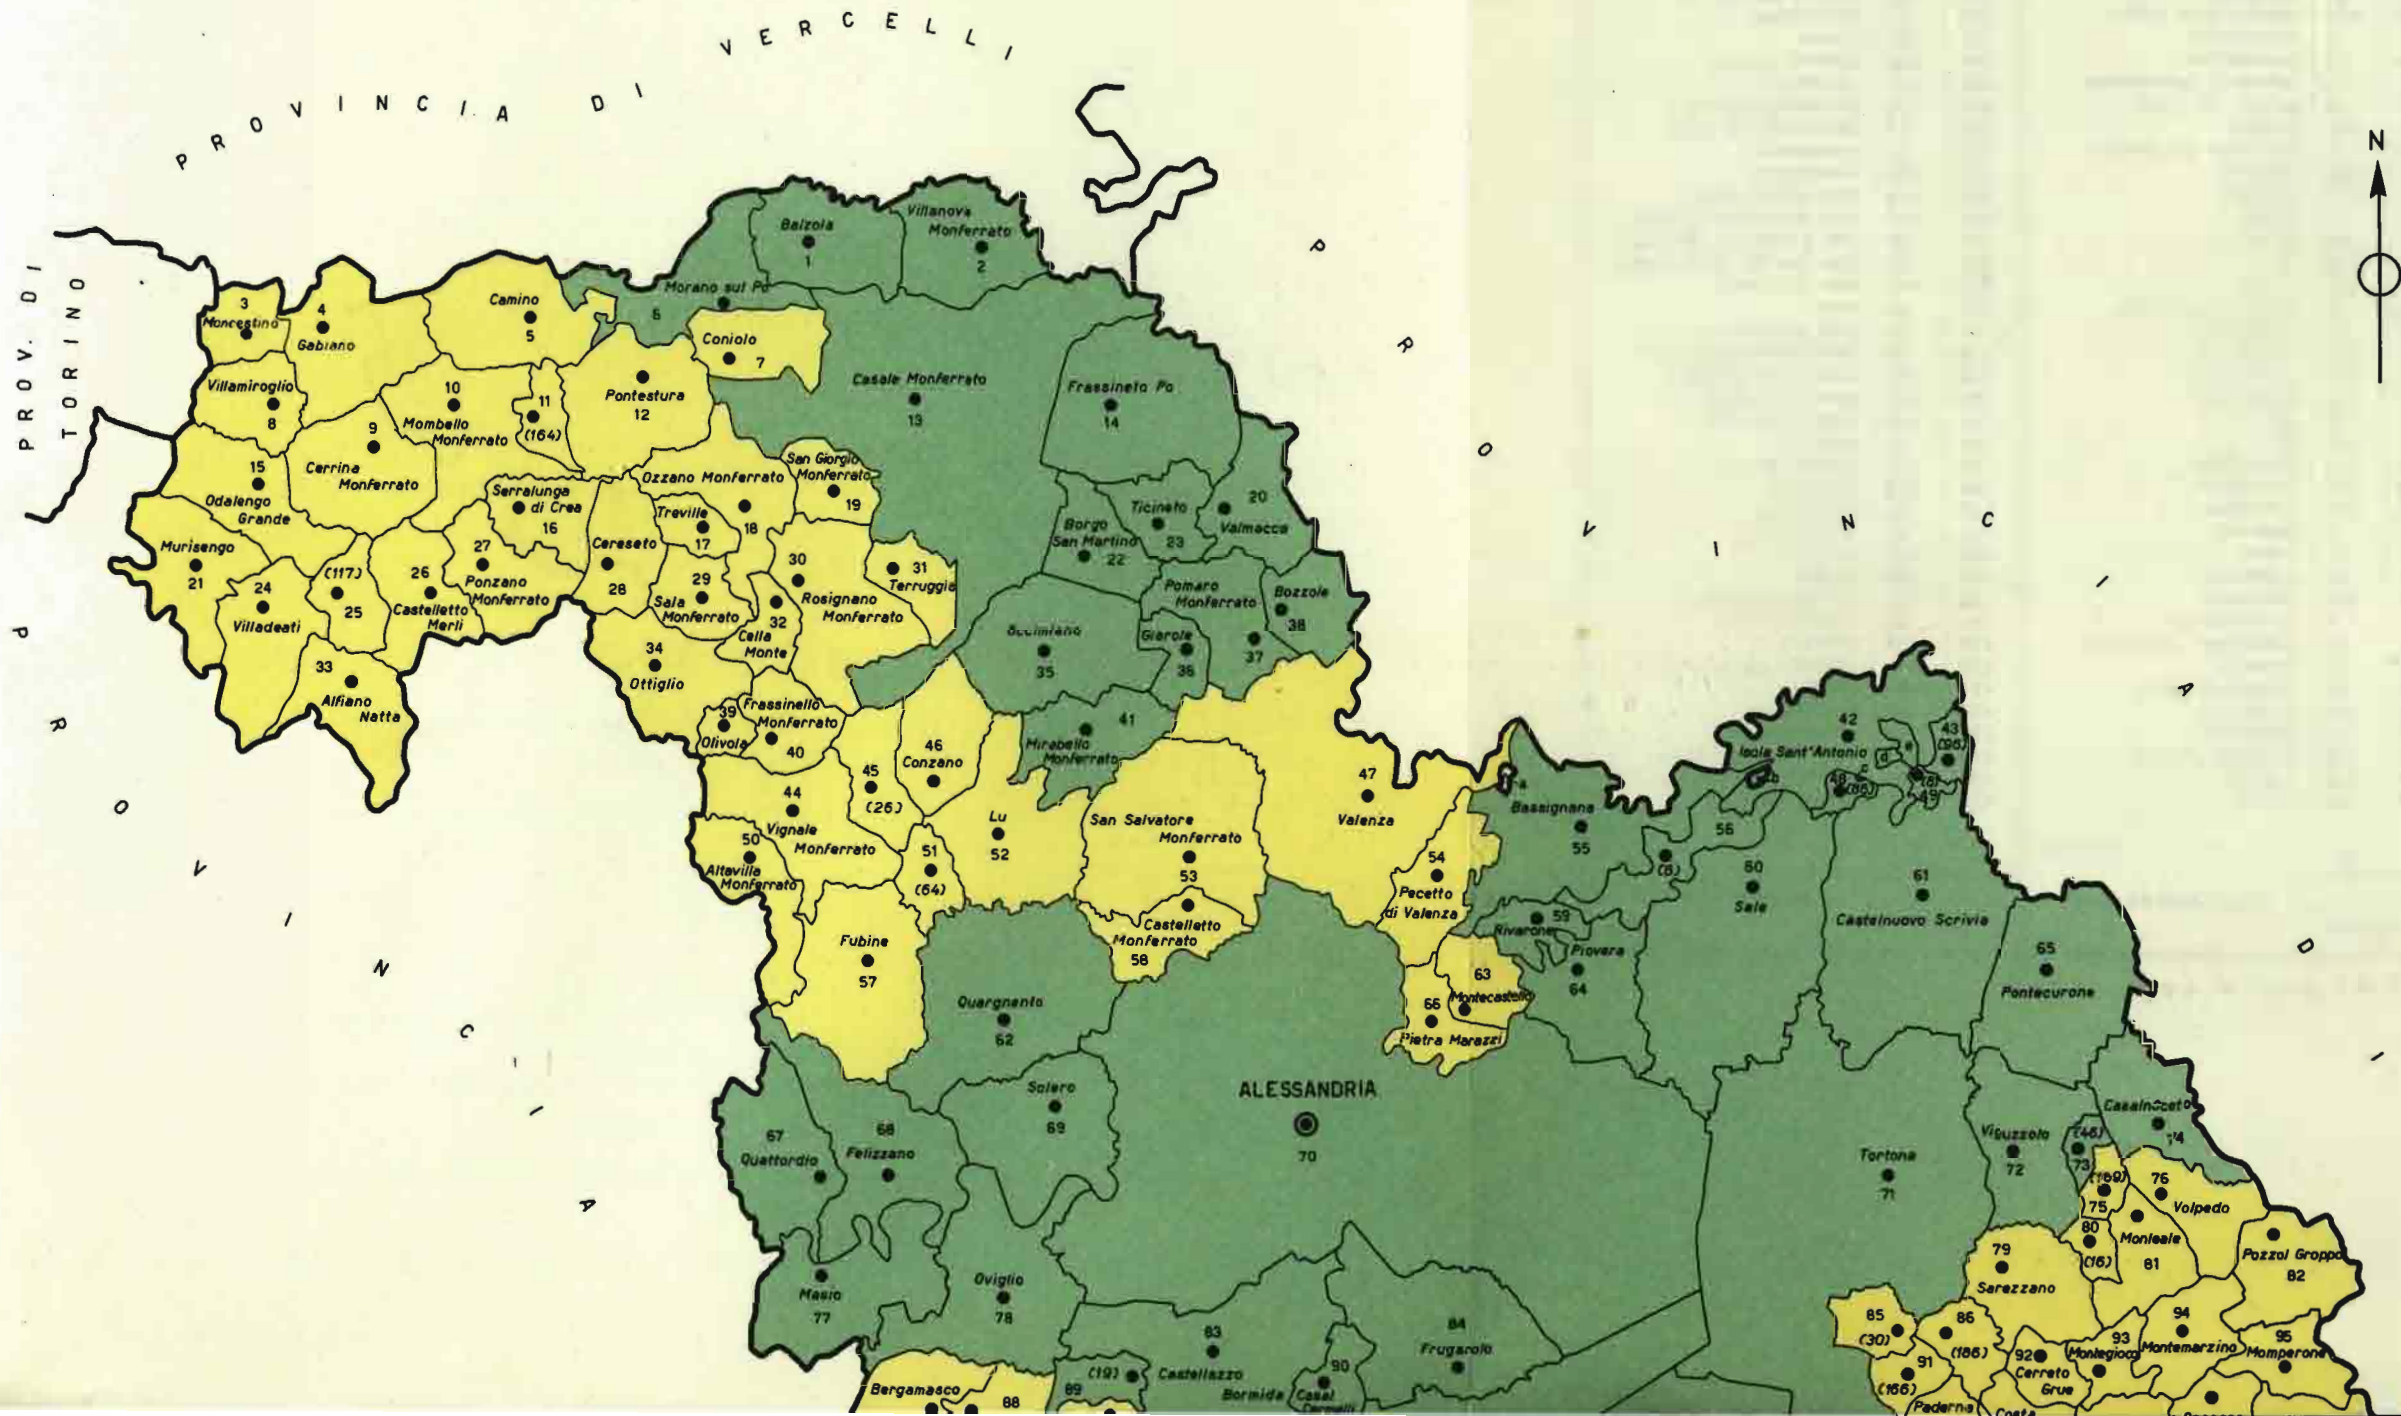 PROVINCIA DI VERCELLI
PROV. DI
TORINO
PROVINCIA
PROVINCIA DI
N
Balzola
1
Villanova
Monferrato
2
3
Moncestino
4
Gabiano
Camino
5
Morano sul Po
6
Coniolo
7
Villamiroglio
8
9
Cerrina
Monferrato
10
Mombello
Monferrato
11
(164)
Pontestura
12
Casale Monferrato
13
Frassineto Po
14
15
Odalengo
Grande
Serralunga
di Crea
16
Treville
17
Ozzano Monferrato
18
San Giorgio
Monferrato
19
20
Valmacca
Murisengo
21
Borgo
San Martino
22
Ticineto
23
24
Villadeati
(117)
25
26
Castelletto
Merli
27
Ponzano
Monferrato
Cereseto
28
29
Sala
Monferrato
30
Rosignano
Monferrato
31
Terruggia
32
Cella
Monte
33
Alfiano
Natta
34
Ottiglio
Occimiano
35
Giarole
36
Pomaro
Monferrato
37
Bozzole
38
39
Olivola
Frassinello
Monferrato
40
41
Mirabello
Monferrato
42
Isola Sant'Antonio
43
(96)
44
Vignale
Monferrato
45
(26)
46
Conzano
47
Valenza
48
49
a
b
c
d
e
50
Altavilla
Monferrato
51
(64)
Lu
52
San Salvatore
Monferrato
53
54
Pecetto
di Valenza
Bassignana
55
56
(6)
Fubine
57
Castelletto
Monferrato
58
59
Rivarone
60
Sale
61
Castelnuovo Scrivia
Quargnento
62
63
Montecastello
Piovera
64
65
Pontecurone
66
Pietra Marazzi
67
Quattordio
68
Felizzano
Solero
69
ALESSANDRIA
70
Tortona
71
Viguzzolo
72
(46)
73
Casalnoceto
(169)
75
76
Volpedo
Masio
77
Oviglio
78
79
Sarezzano
80
(16)
Monleale
81
Pozzol Groppo
82
83
Castellazzo
Bormida
84
Frugarolo
85
(30)
86
(186)
Bergamasco
88
89
(19)
90
Casal
Cermelli
91
(166)
Paderna
92
Cerreto
Grue
Costa
93
Montegioco
94
Montemarzino
95
Momperone